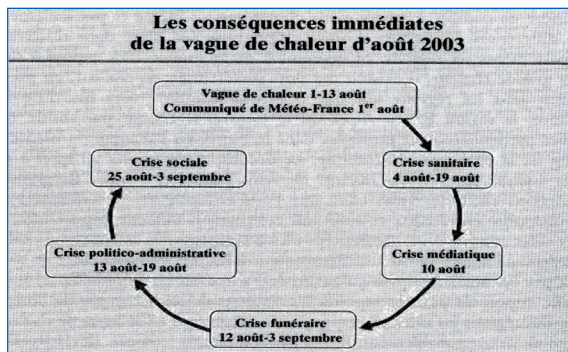 Les conséquences immédiates
de la vague de chaleur d'août 2003
Vague de chaleur 1-13 août
Communiqué de Météo-France 1er août
Crise sanitaire
4 août-19 août
Crise médiatique
10 août
Crise funéraire
12 août-3 septembre
Crise politico-administrative
13 août-19 août
Crise sociale
25 août-3 septembre